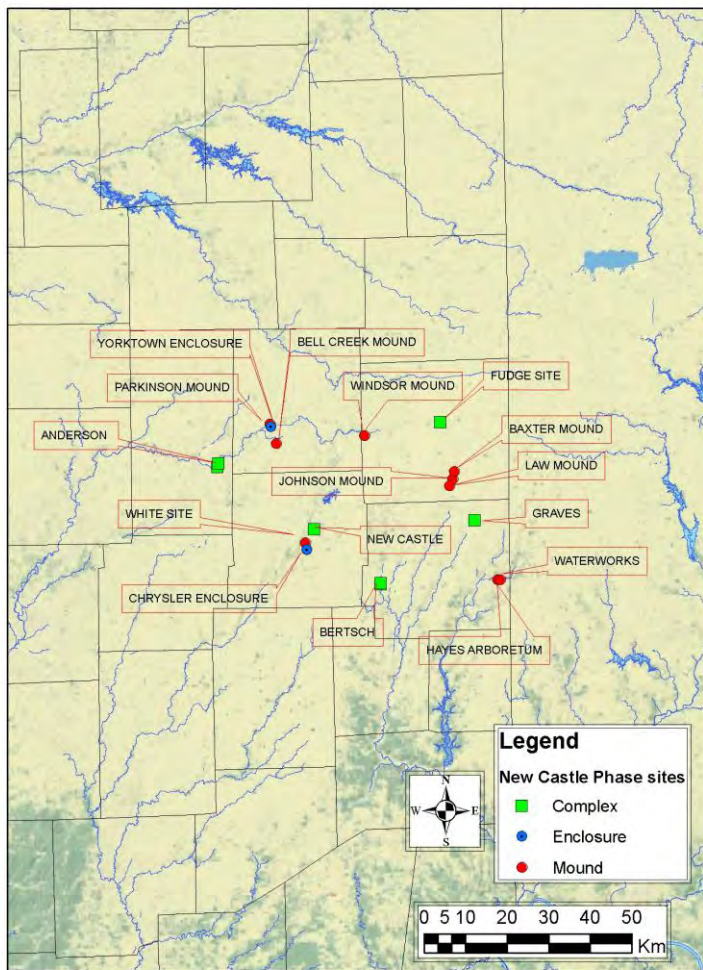 YORKTOWN ENCLOSURE
BELL CREEK MOUND
PARKINSON MOUND
WINDSOR MOUND
FUDGE SITE
ANDERSON
BAXTER MOUND
JOHNSON MOUND
LAW MOUND
WHITE SITE
NEW CASTLE
GRAVES
CHRYSLER ENCLOSURE
WATERWORKS
BERTSCH
HAYES ARBORETUM
Legend
New Castle Phase sites
Complex
Enclosure
Mound
N
W E
S
0 5 10 20 30 40 50
Km